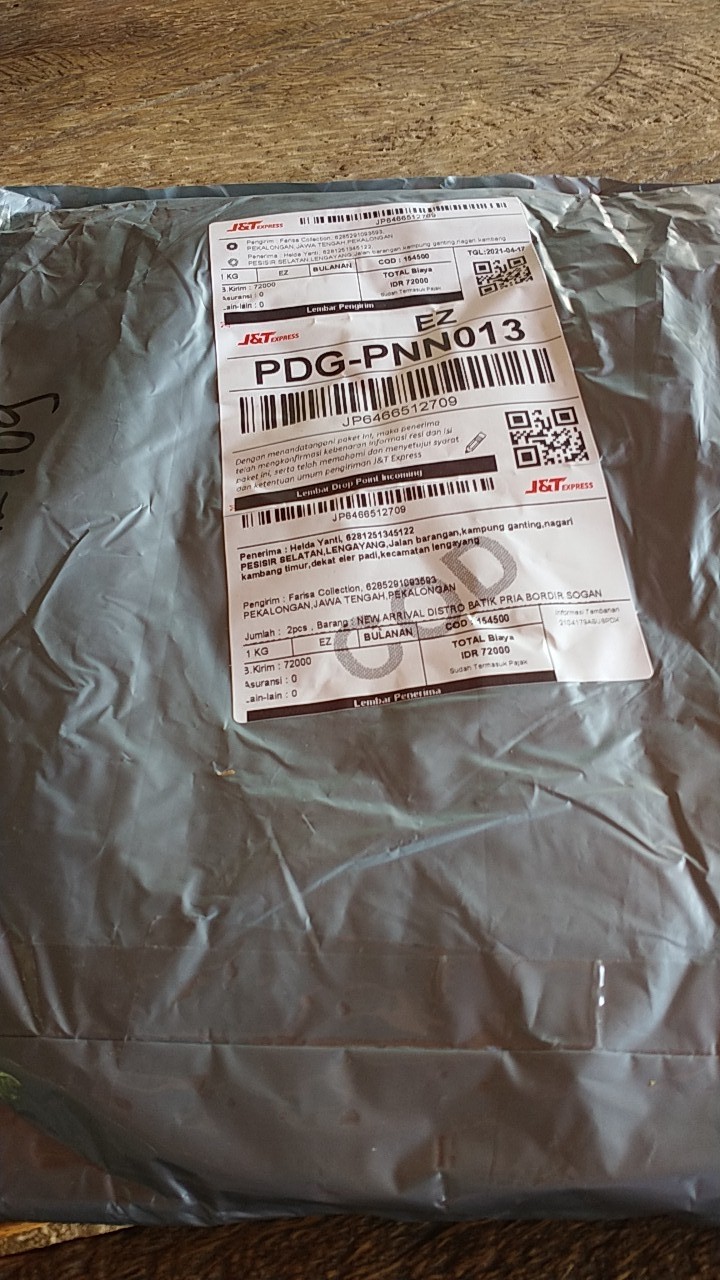 J&T EXPRESS
JP6466512709
Pengirim : Farisa Collection, 6285291093593,
PEKALONGAN,JAWA TENGAH,PEKALONGAN
Penerima : Helda Yanti, 6281251345122
PESISIR SELATAN,LENGAYANG,Jalan barangan,kampung ganting,nagari kambang
1 KG EZ BULANAN COD : 154500 TGL:2021-04-17
B.Kirim : 72000 TOTAL Biaya
Asuransi : 0 IDR 72000
Lain-lain : 0 Sudah Termasuk Pajak
Lembar Pengirim
J&T EXPRESS
EZ
PDG-PNN013
JP6466512709
Dengan menandatangani paket ini, maka penerima
telah mengkonfirmasi kebenaran informasi resi dan isi
paket ini, serta telah memahami dan menyetujui syarat
dan ketentuan umum pengiriman J&T Express
Lembar Drop Point Incoming
J&T EXPRESS
JP6466512709
Penerima : Helda Yanti, 6281251345122
PESISIR SELATAN,LENGAYANG,Jalan barangan,kampung ganting,nagari
kambang timur,dekat eler padi,kecamatan lengayang
COD
Pengirim : Farisa Collection, 6285291093593,
PEKALONGAN,JAWA TENGAH,PEKALONGAN
Jumlah : 2pcs , Barang : NEW ARRIVAL DISTRO BATIK PRIA BORDIR SOGAN
1 KG EZ BULANAN COD : 154500 Informasi Tambahan
B.Kirim : 72000 TOTAL Biaya
Asuransi : 0 IDR 72000
Lain-lain : 0 Sudah Termasuk Pajak
Lembar Penerima